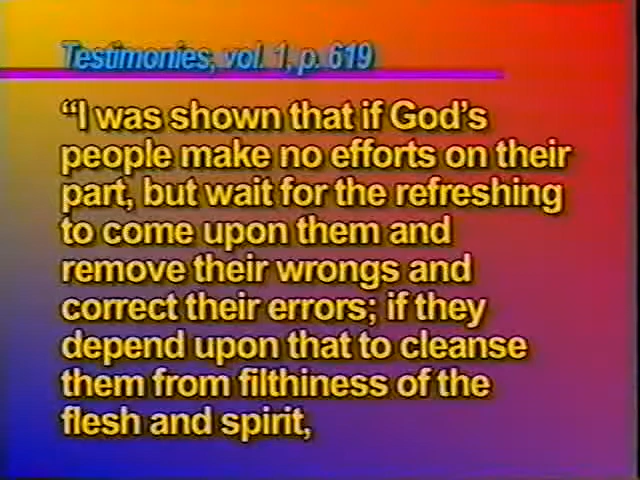 Testimonies, vol. 1, p. 619
“I was shown that if God’s
people make no efforts on their
part, but wait for the refreshing
to come upon them and
remove their wrongs and
correct their errors; if they
depend upon that to cleanse
them from filthiness of the
flesh and spirit,